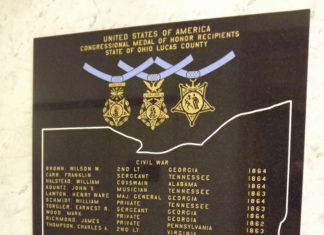 UNITED STATES OF AMERICA
CONGRESSIONAL MEDAL OF HONOR RECIPIENTS
STATE OF OHIO LUCAS COUNTY
CIVIL WAR
BROWN, WILSON W. 2ND LT GEORGIA 1864
CARR, FRANKLIN SERGEANT TENNESSEE 1864
HALSTEAD, WILLIAM COXSWAIN ALABAMA 1864
KOUNTZ, JOHN S MUSICIAN TENNESSEE 1863
LAWTON, HENRY WARE MAJ GENERAL GEORGIA 1864
SCHMIDT, WILLIAM PRIVATE TENNESSEE 1863
TORGLER, EARNEST R. SERGEANT GEORGIA 1864
WOOD, MARK PRIVATE GEORGIA 1862
RICHMOND, JAMES PRIVATE PENNSYLVANIA 1863
THOMPSON, CHARLES A. 2ND LT VIRGINIA